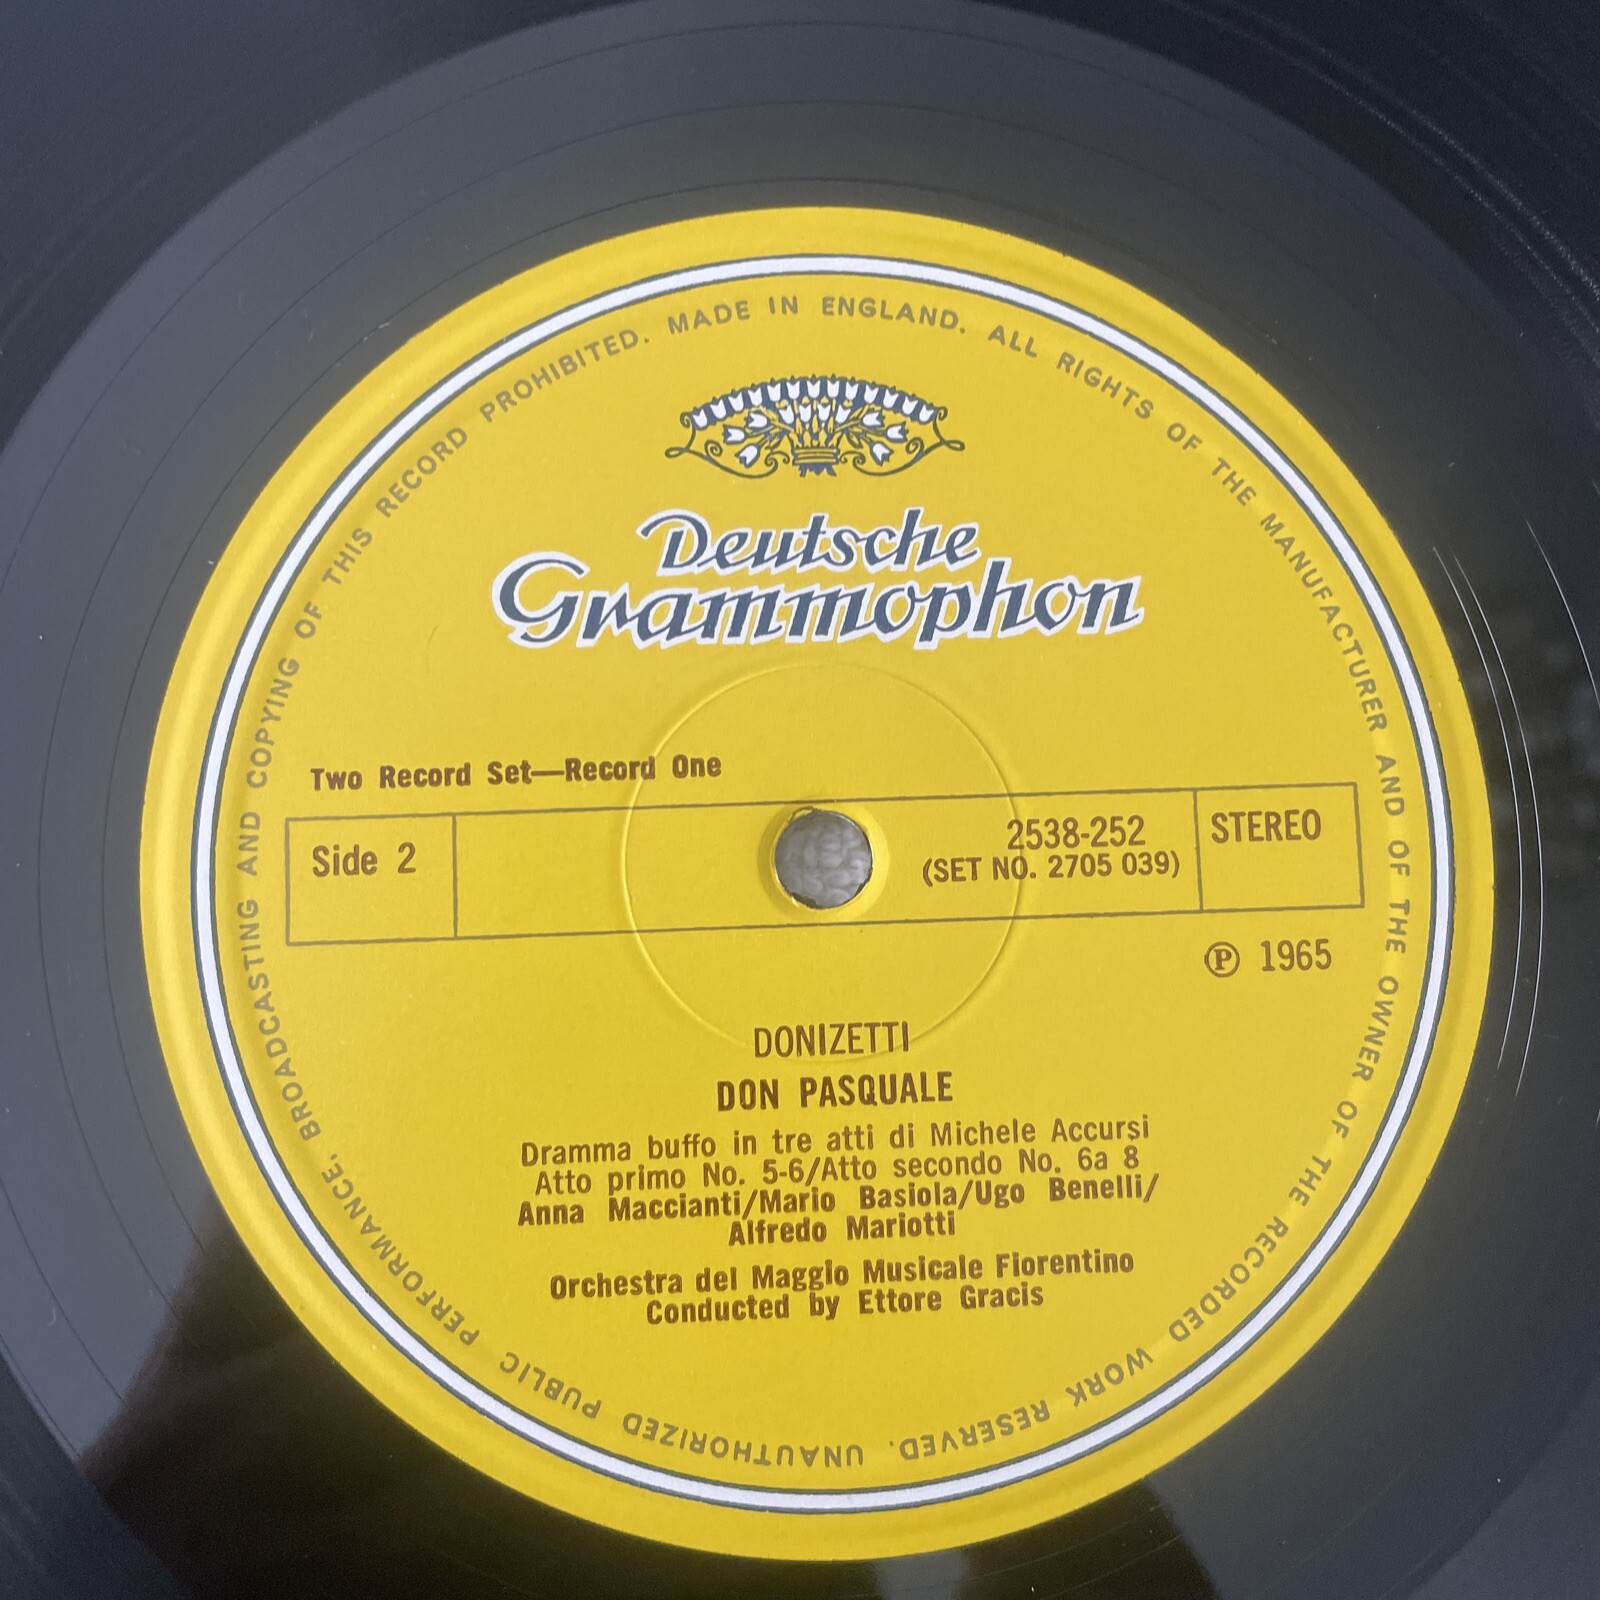 MADE IN ENGLAND. ALL RIGHTS OF THE MANUFACTURER AND OF THE OWNER OF THE RECORDED WORK RESERVED. UNAUTHORIZED PUBLIC PERFORMANCE, BROADCASTING AND COPYING OF THIS RECORD PROHIBITED.
Deutsche
Grammophon
Two Record Set—Record One
Side 2
2538-252
(SET NO. 2705 039)
STEREO
Ⓟ 1965
DONIZETTI
DON PASQUALE
Dramma buffo in tre atti di Michele Accursi
Atto primo No. 5-6/Atto secondo No. 6a 8
Anna Maccianti/Mario Basiola/Ugo Benelli/
Alfredo Mariotti
Orchestra del Maggio Musicale Fiorentino
Conducted by Ettore Gracis